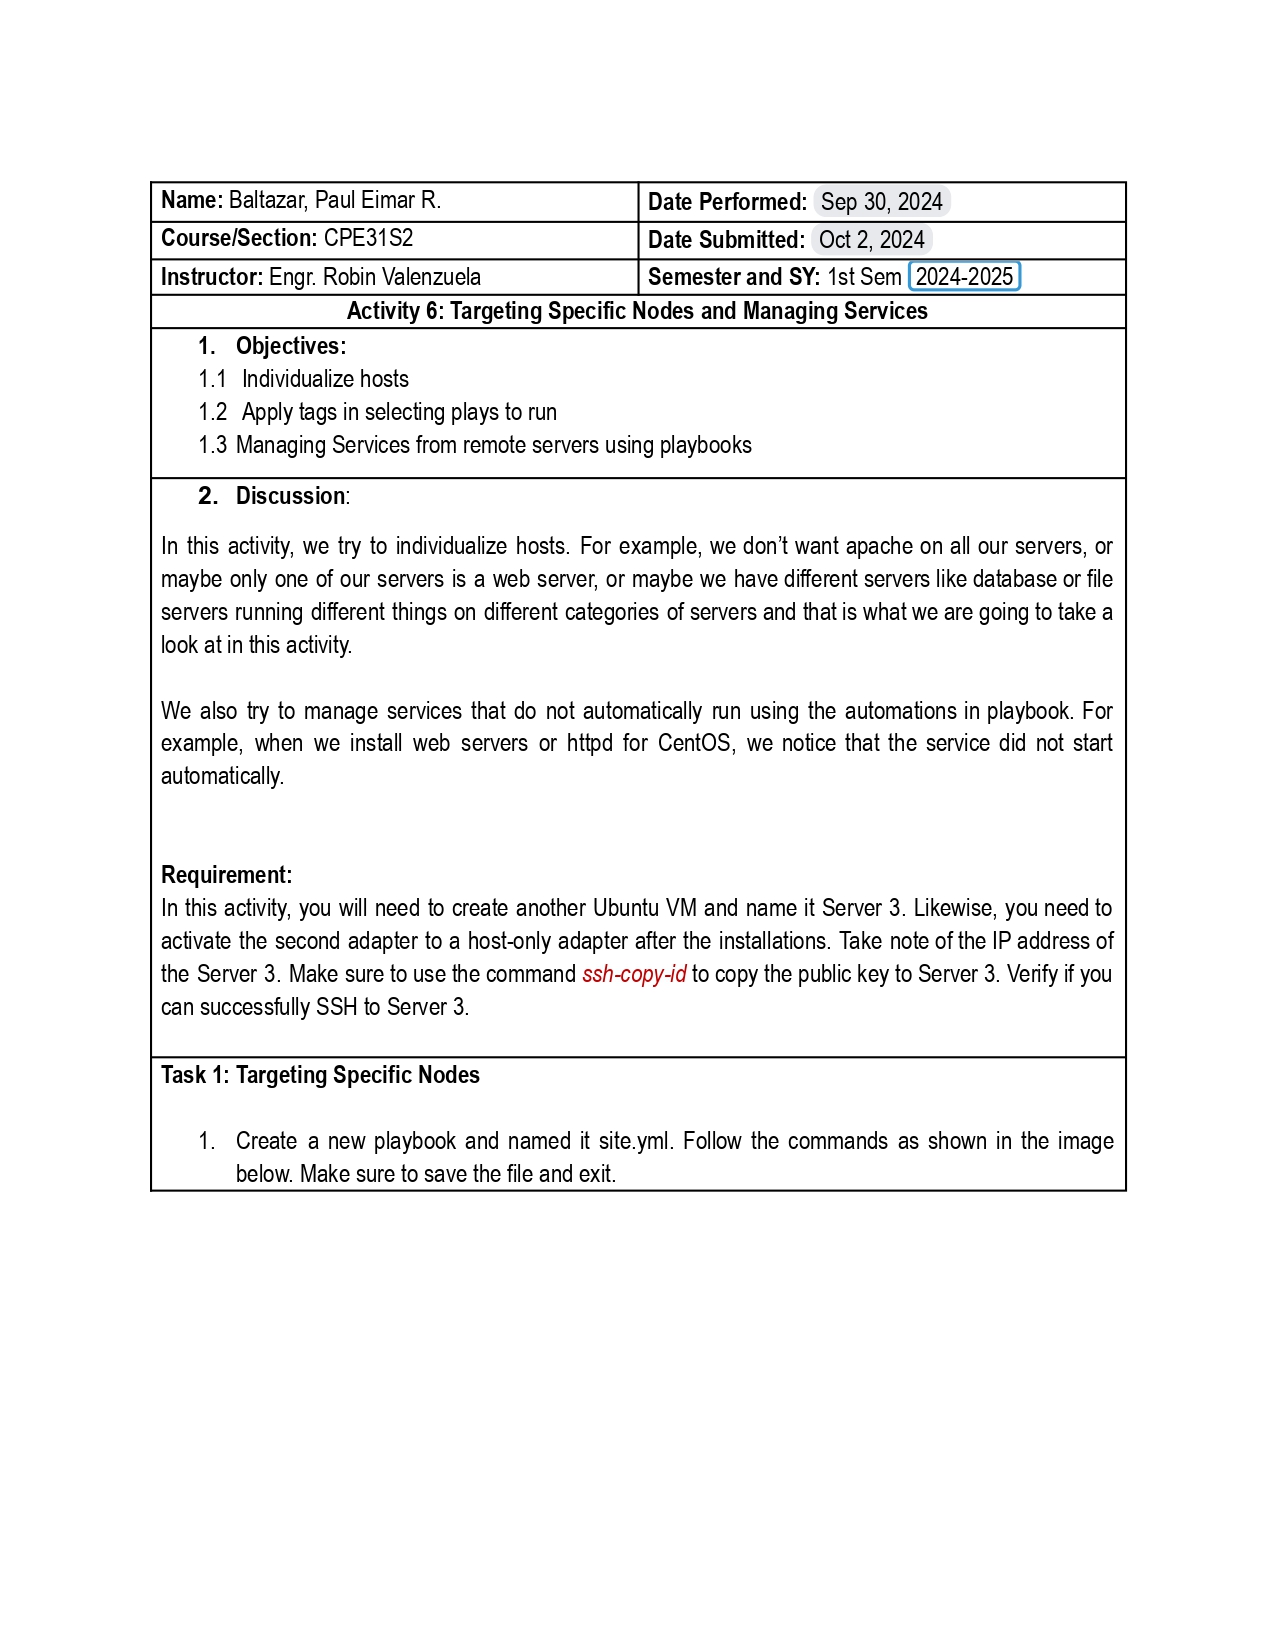 Name: Baltazar, Paul Eimar R.
Date Performed: Sep 30, 2024
Course/Section: CPE31S2
Date Submitted: Oct 2, 2024
Instructor: Engr. Robin Valenzuela
Semester and SY: 1st Sem 2024-2025
Activity 6: Targeting Specific Nodes and Managing Services
1. Objectives:
1.1 Individualize hosts
1.2 Apply tags in selecting plays to run
1.3 Managing Services from remote servers using playbooks
2. Discussion:
In this activity, we try to individualize hosts. For example, we don’t want apache on all our servers, or
maybe only one of our servers is a web server, or maybe we have different servers like database or file
servers running different things on different categories of servers and that is what we are going to take a
look at in this activity.
We also try to manage services that do not automatically run using the automations in playbook. For
example, when we install web servers or httpd for CentOS, we notice that the service did not start
automatically.
Requirement:
In this activity, you will need to create another Ubuntu VM and name it Server 3. Likewise, you need to
activate the second adapter to a host-only adapter after the installations. Take note of the IP address of
the Server 3. Make sure to use the command ssh-copy-id to copy the public key to Server 3. Verify if you
can successfully SSH to Server 3.
Task 1: Targeting Specific Nodes
1. Create a new playbook and named it site.yml. Follow the commands as shown in the image
below. Make sure to save the file and exit.